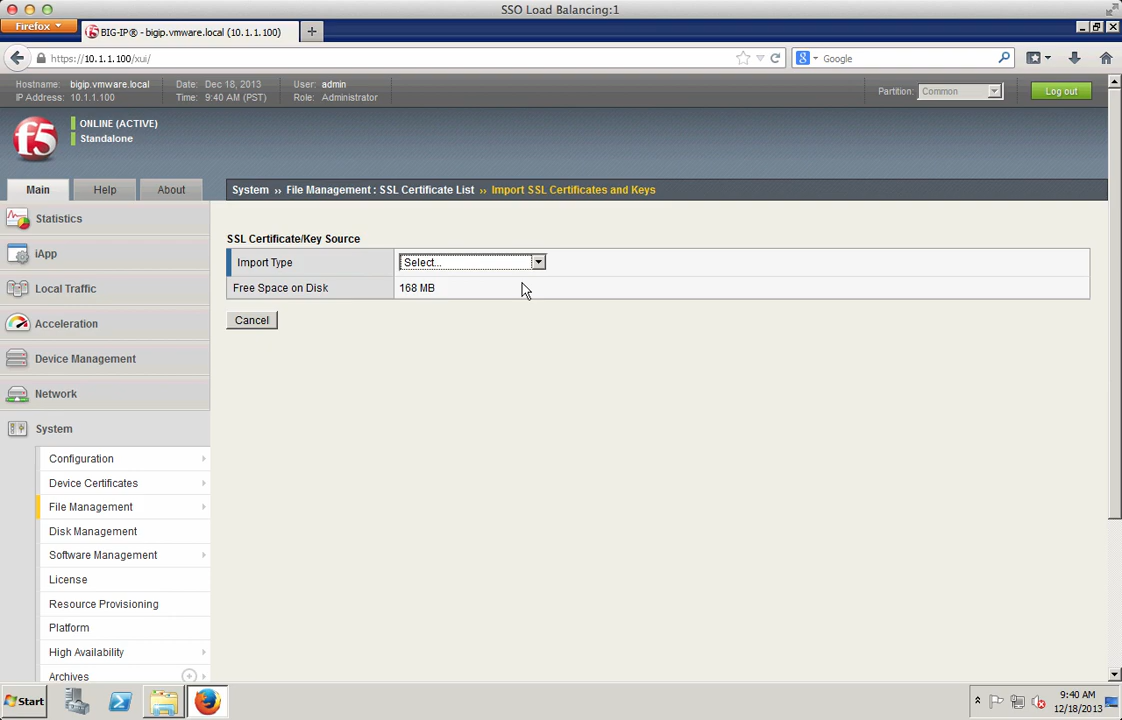 SSO Load Balancing:1
Firefox
BIG-IP® - bigip.vmware.local (10.1.1.100)
https://10.1.1.100/xui/
Google
Hostname: bigip.vmware.local Date: Dec 18, 2013 User: admin
IP Address: 10.1.1.100 Time: 9:40 AM (PST) Role: Administrator
Partition: Common
Log out
f5
ONLINE (ACTIVE)
Standalone
Main Help About
System ›› File Management : SSL Certificate List ›› Import SSL Certificates and Keys
Statistics
iApp
Local Traffic
Acceleration
Device Management
Network
System
Configuration
Device Certificates
File Management
Disk Management
Software Management
License
Resource Provisioning
Platform
High Availability
Archives
SSL Certificate/Key Source
Import Type Select...
Free Space on Disk 168 MB
Cancel
Start
9:40 AM
12/18/2013